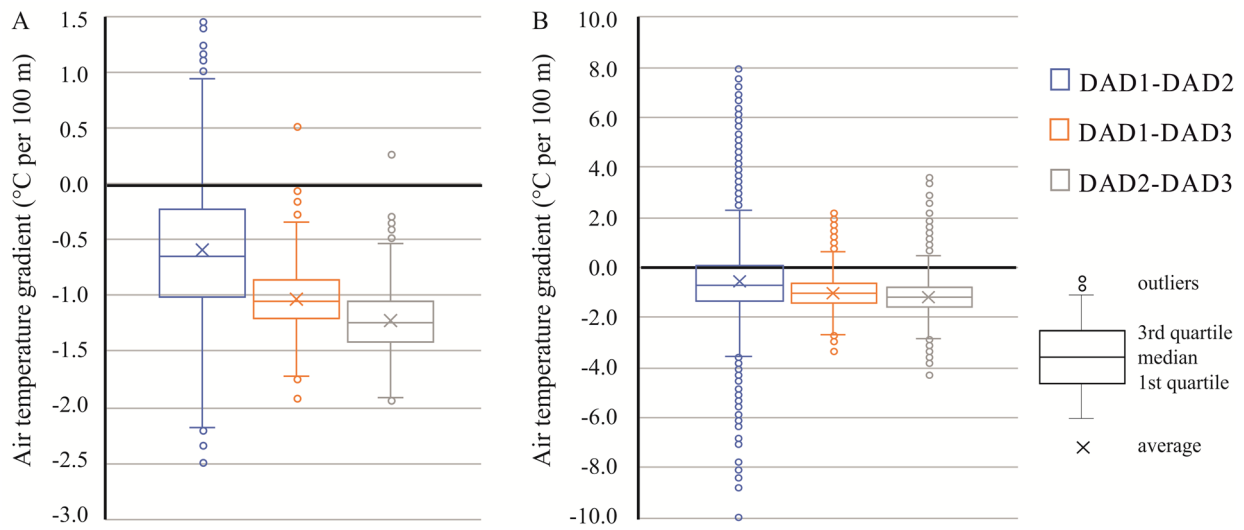 A
Air temperature gradient (°C per 100 m)
1.5
1.0
0.5
0.0
-0.5
-1.0
-1.5
-2.0
-2.5
-3.0
B
Air temperature gradient (°C per 100 m)
10.0
8.0
6.0
4.0
2.0
0.0
-2.0
-4.0
-6.0
-8.0
-10.0
DAD1-DAD2
DAD1-DAD3
DAD2-DAD3
outliers
3rd quartile
median
1st quartile
average